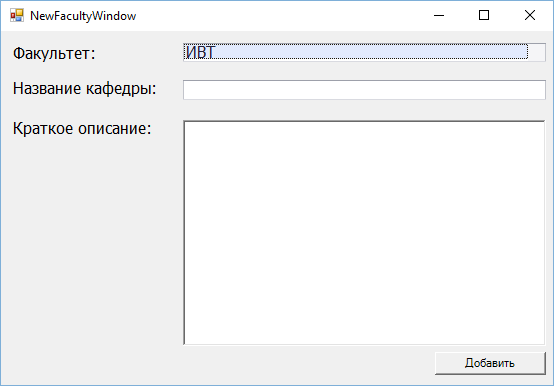 NewFacultyWindow
Факультет:
ИВТ
Название кафедры:
Краткое описание:
Добавить